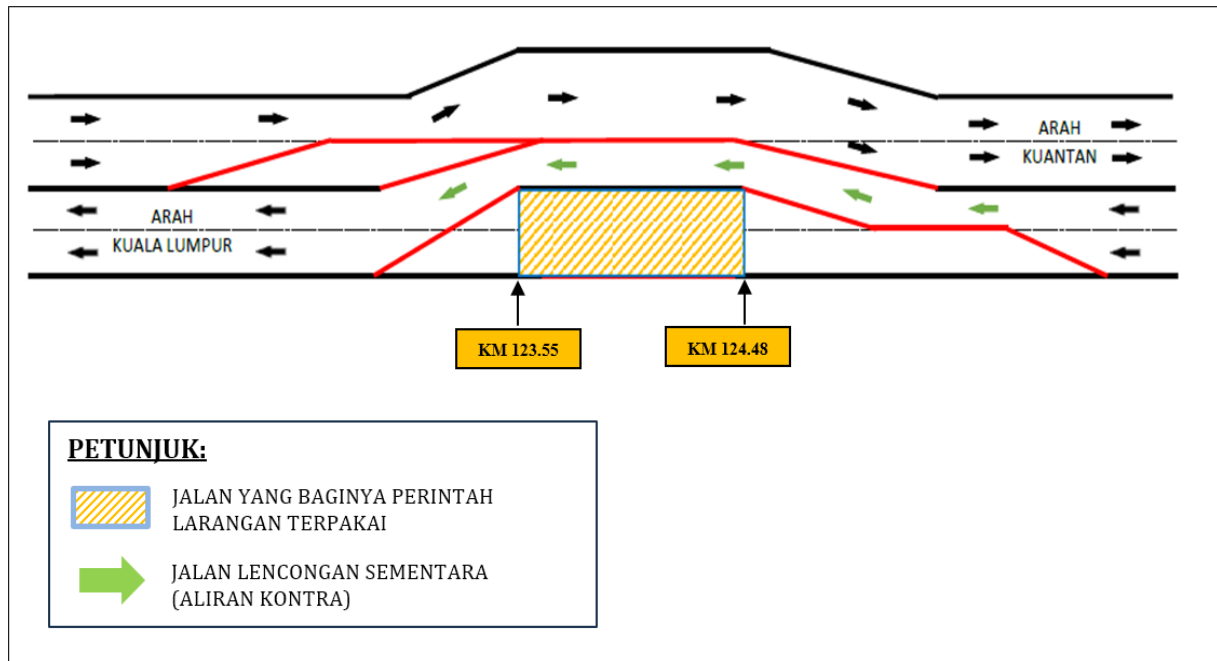 ARAH
KUANTAN
ARAH
KUALA LUMPUR
KM 123.55
KM 124.48
PETUNJUK:
JALAN YANG BAGINYA PERINTAH
LARANGAN TERPAKAI
JALAN LENCONGAN SEMENTARA
(ALIRAN KONTRA)